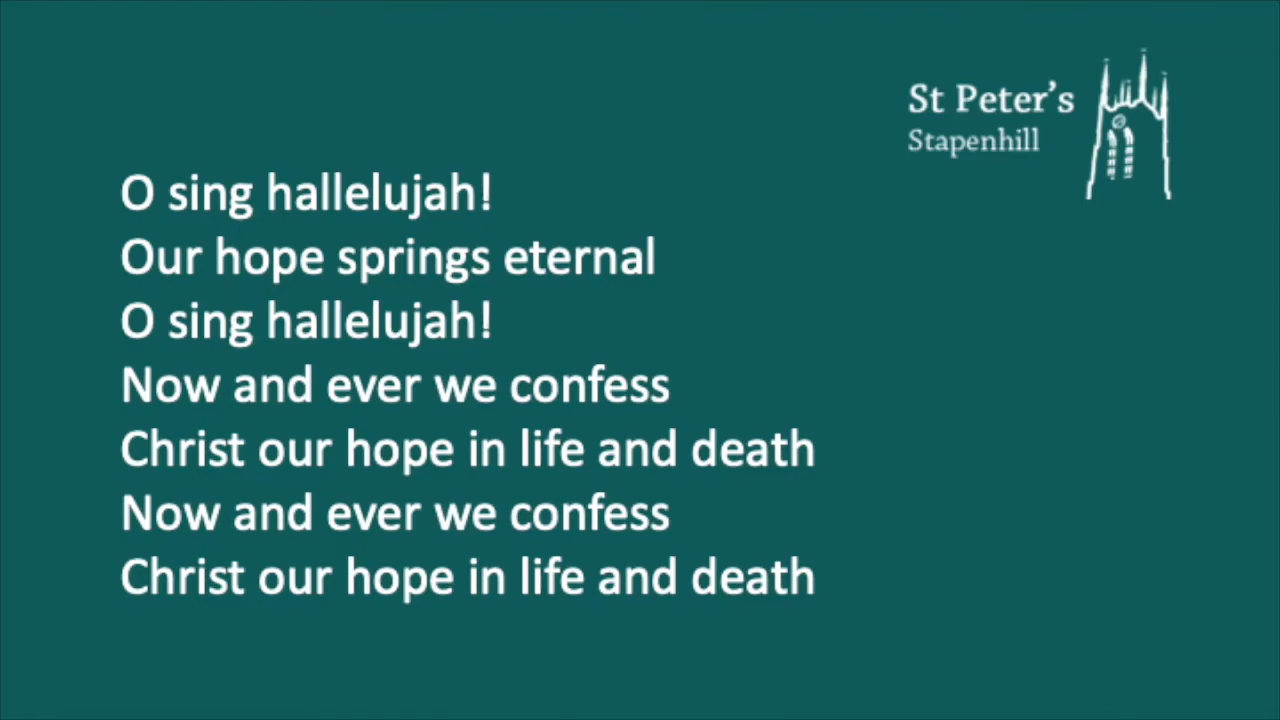 St Peter's
Stapenhill
O sing hallelujah!
Our hope springs eternal
O sing hallelujah!
Now and ever we confess
Christ our hope in life and death
Now and ever we confess
Christ our hope in life and death